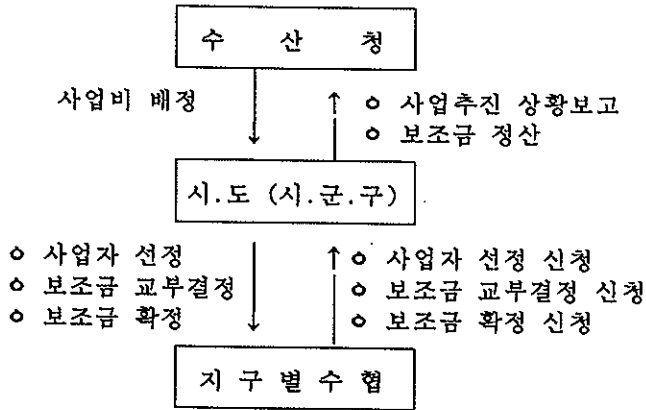 수 산 청
사업비 배정
↑ o 사업추진 상황보고
o 보조금 정산
시.도 (시.군.구)
o 사업자 선정
o 보조금 교부결정
o 보조금 확정
↑ o 사업자 선정 신청
o 보조금 교부결정 신청
o 보조금 확정 신청
지 구 별 수 협